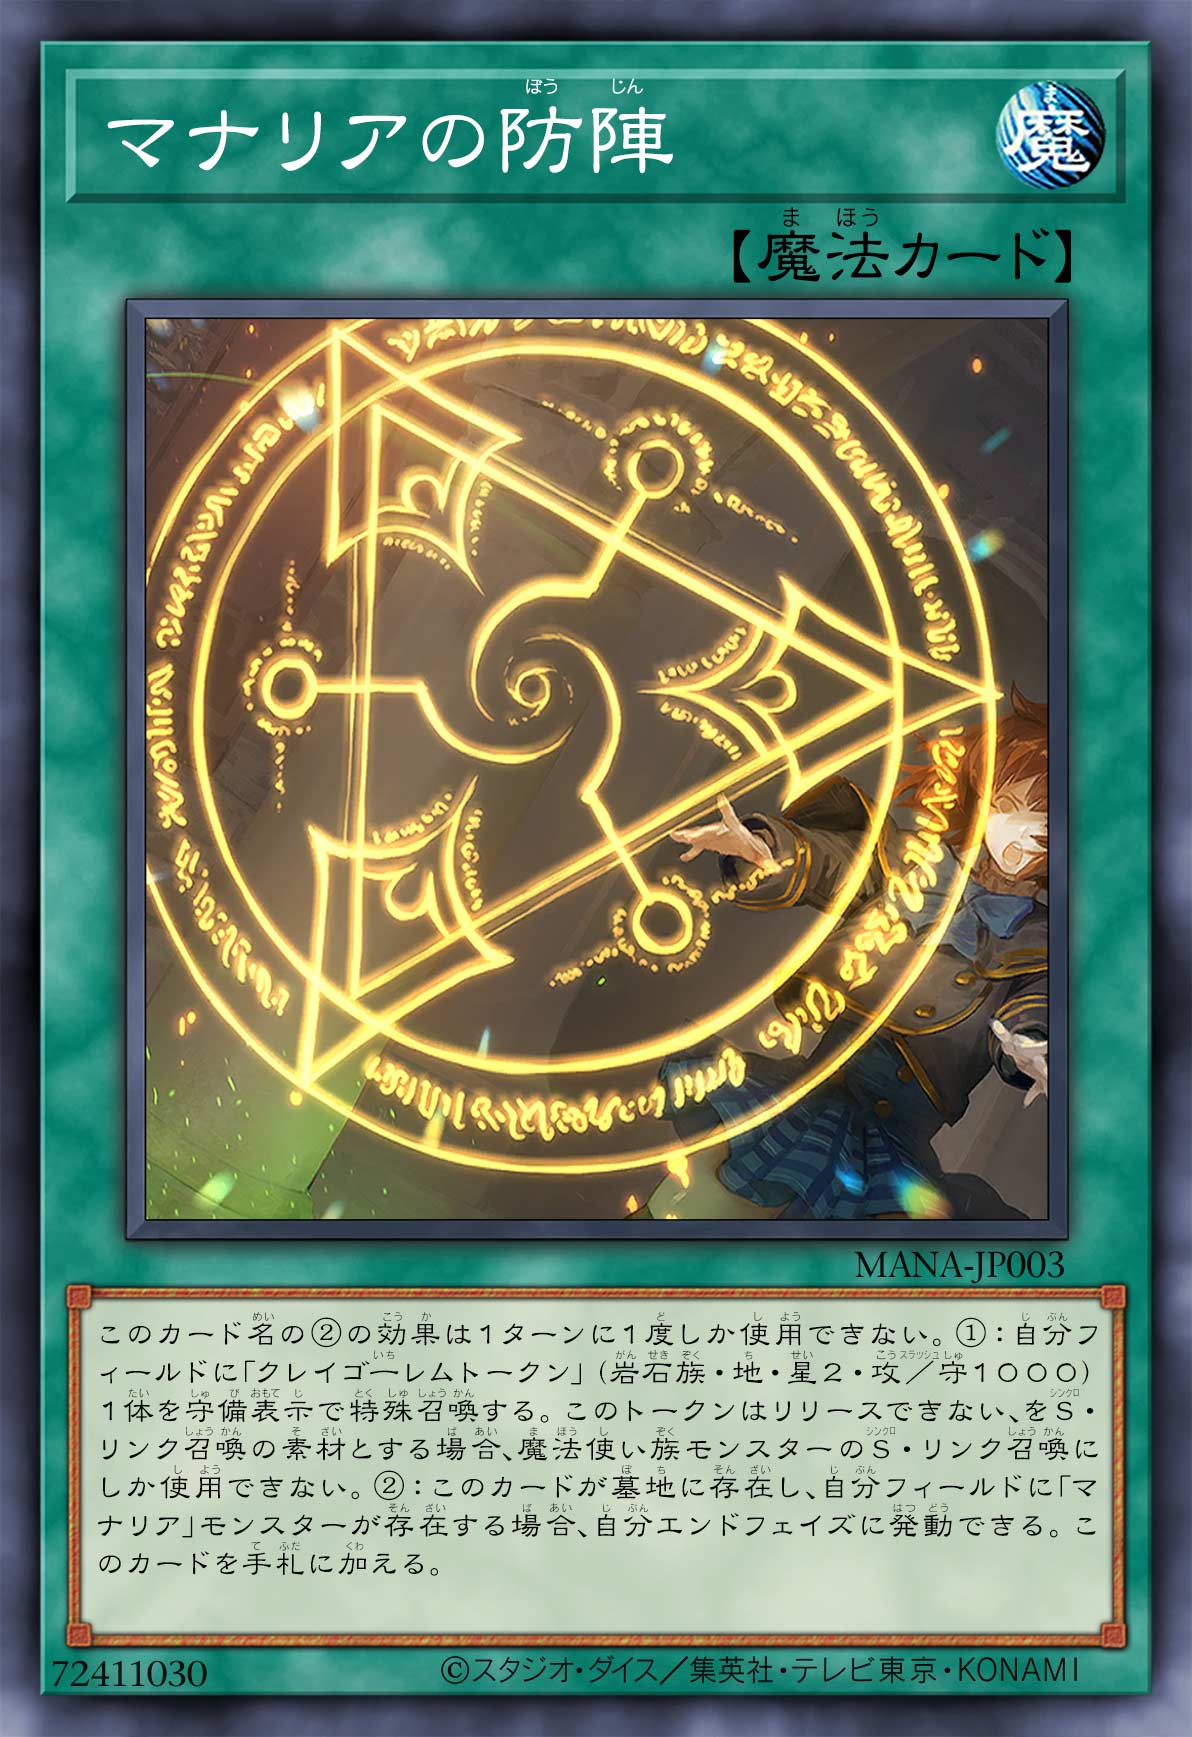 マナリアの防陣
魔
【魔法カード】
MANA-JP003
このカード名の②の効果は1ターンに1度しか使用できない。①：自分フ
ィールドに「クレイゴーレムトークン」（岩石族・地・星2・攻／守1000）
1体を守備表示で特殊召喚する。このトークンはリリースできない、をS・
リンク召喚の素材とする場合、魔法使い族モンスターのS・リンク召喚に
しか使用できない。②：このカードが墓地に存在し、自分フィールドに「マ
ナリア」モンスターが存在する場合、自分エンドフェイズに発動できる。こ
のカードを手札に加える。
72411030
©スタジオ・ダイス／集英社・テレビ東京・KONAMI